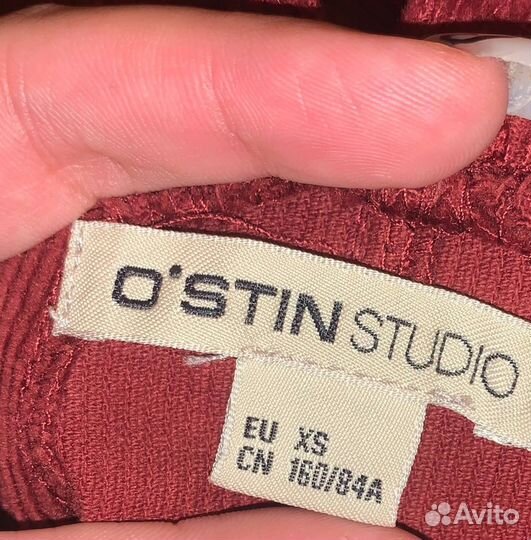 O'STIN STUDIO
EU XS
CN 160/84A
Avito